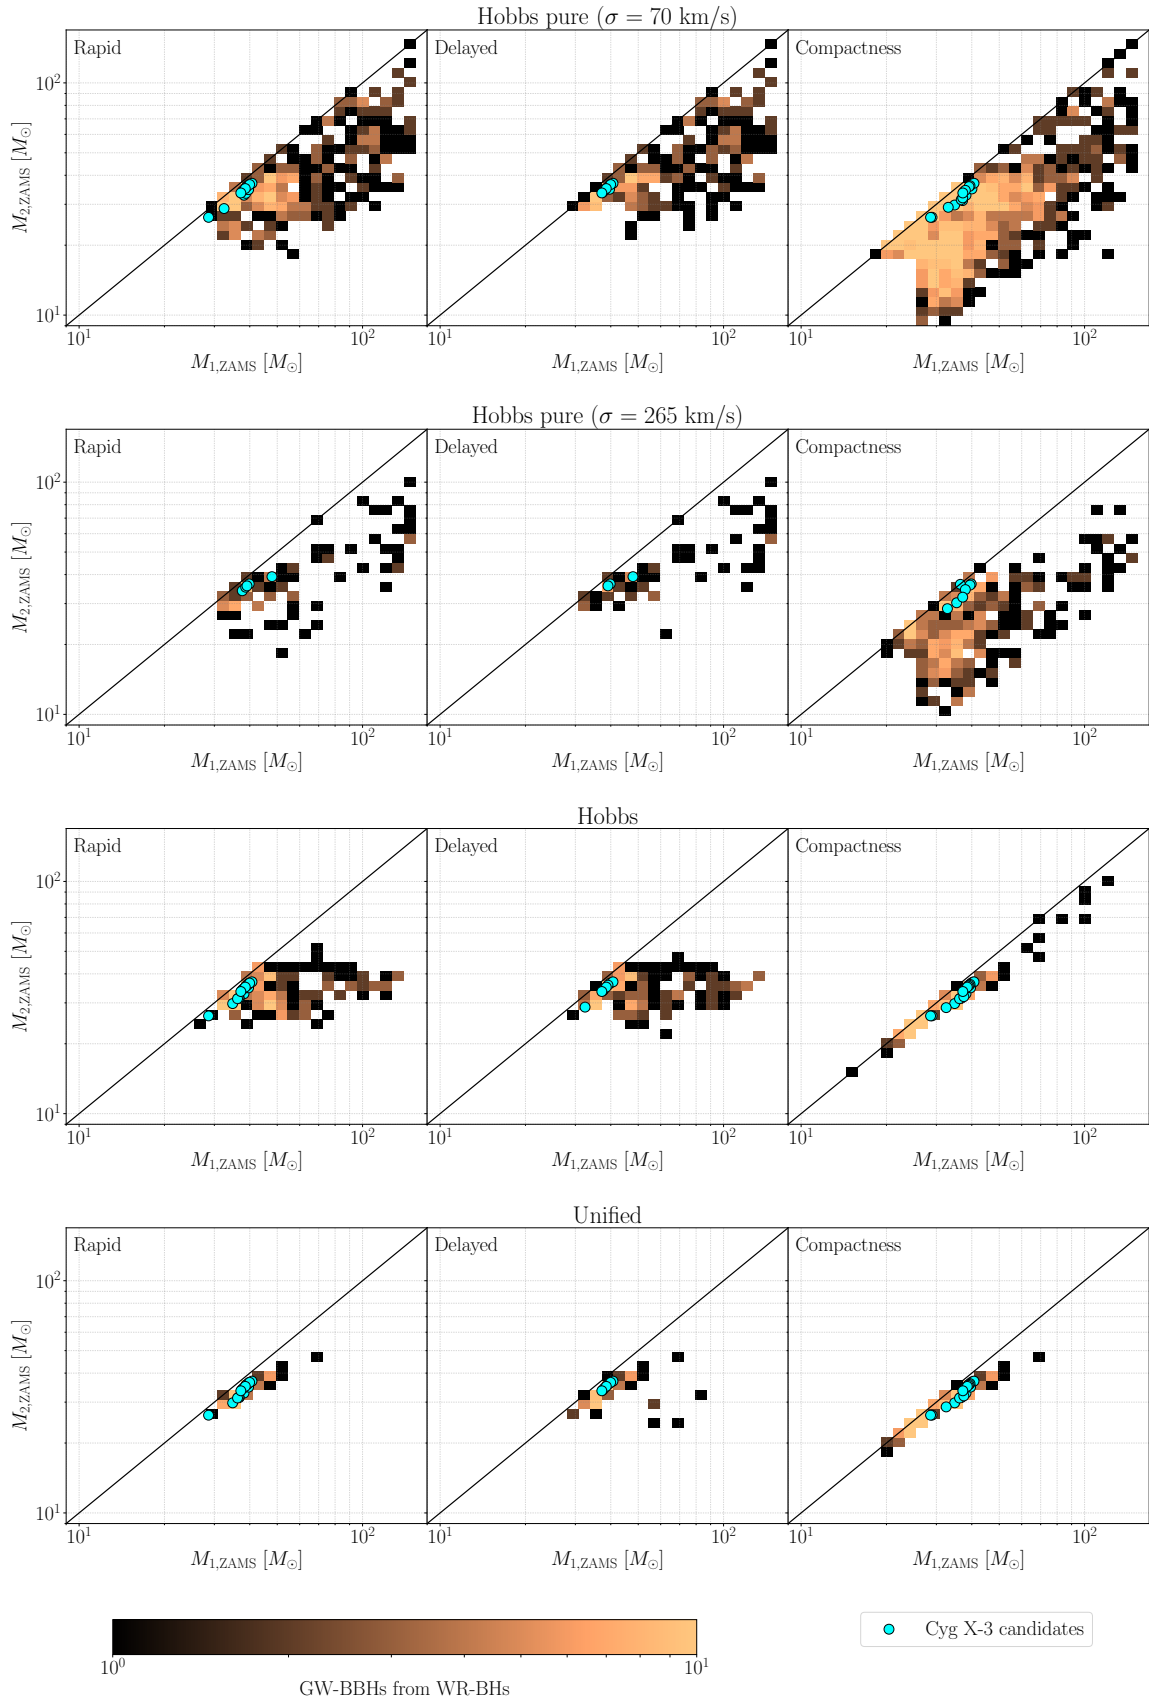 Hobbs pure (σ = 70 km/s)
Rapid
Delayed
Compactness
10²
10¹
M₂,ZAMS [M⊙]
10¹ 10² 10¹ 10² 10¹ 10²
M₁,ZAMS [M⊙] M₁,ZAMS [M⊙] M₁,ZAMS [M⊙]
Hobbs pure (σ = 265 km/s)
Rapid
Delayed
Compactness
10²
10¹
M₂,ZAMS [M⊙]
10¹ 10² 10¹ 10² 10¹ 10²
M₁,ZAMS [M⊙] M₁,ZAMS [M⊙] M₁,ZAMS [M⊙]
Hobbs
Rapid
Delayed
Compactness
10²
10¹
M₂,ZAMS [M⊙]
10¹ 10² 10¹ 10² 10¹ 10²
M₁,ZAMS [M⊙] M₁,ZAMS [M⊙] M₁,ZAMS [M⊙]
Unified
Rapid
Delayed
Compactness
10²
10¹
M₂,ZAMS [M⊙]
10¹ 10² 10¹ 10² 10¹ 10²
M₁,ZAMS [M⊙] M₁,ZAMS [M⊙] M₁,ZAMS [M⊙]
10⁰ 10¹
GW-BBHs from WR-BHs
Cyg X-3 candidates